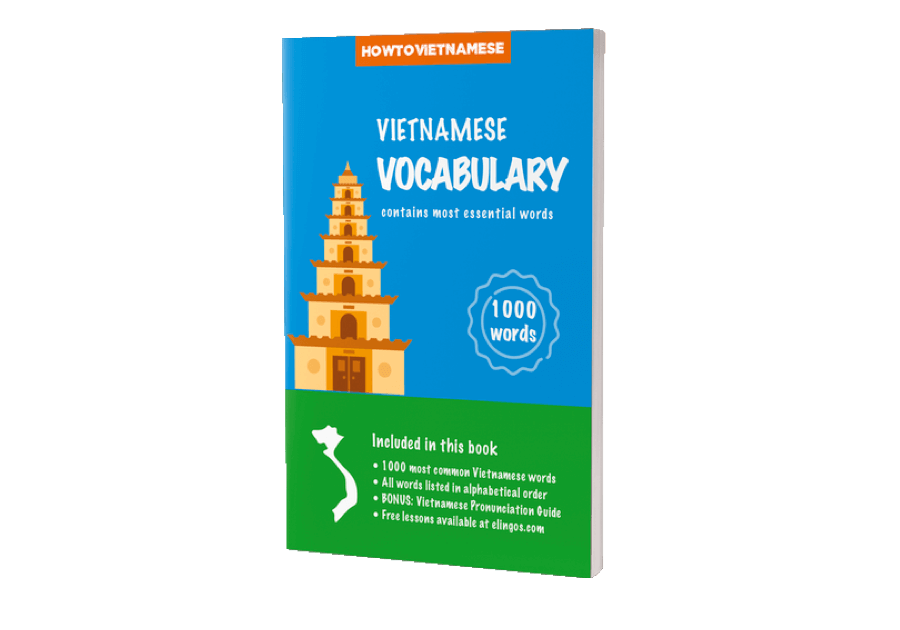 HOWTOVIETNAMESE
VIETNAMESE
VOCABULARY
contains most essential words
1000
words
Included in this book
• 1000 most common Vietnamese words
• All words listed in alphabetical order
• BONUS: Vietnamese Pronunciation Guide
• Free lessons available at elingos.com